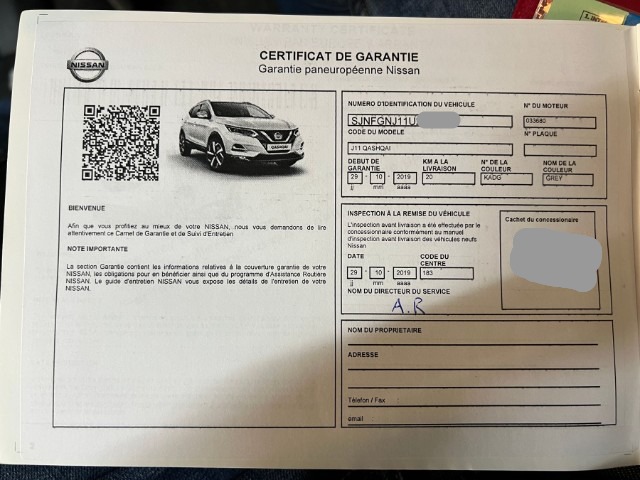 NISSAN
CERTIFICAT DE GARANTIE
Garantie paneuropéenne Nissan
QASHQAI
BIENVENUE
Afin que vous profitiez au mieux de votre NISSAN, nous vous demandons de lire
attentivement ce Carnet de Garantie et de Suivi d'Entretien
NOTE IMPORTANTE
La section Garantie contient les informations relatives à la couverture garantie de votre
NISSAN, les obligations pour en bénéficier ainsi que du programme d'Assistance Routière
NISSAN. Le guide d'entretien NISSAN vous expose les détails de l'entretien de votre
NISSAN.
NUMERO D'IDENTIFICATION DU VEHICULE
N° DU MOTEUR
SJNFGNJ11U
033680
CODE DU MODELE
N° PLAQUE
J11 QASHQAI
DEBUT DE GARANTIE
KM A LA LIVRAISON
N° DE LA COULEUR
NOM DE LA COULEUR
29 - 10 - 2019
20
KADG
GREY
jj mm aaaa
INSPECTION À LA REMISE DU VÉHICULE
L'inspection avant livraison a été effectuée par le
concessionnaire conformément au manuel
d'inspection avant livraison des véhicules neufs
Nissan
Cachet du concessionnaire
DATE
CODE DU CENTRE
29 - 10 - 2019
183
jj mm aaaa
NOM DU DIRECTEUR DU SERVICE
A.R
NOM DU PROPRIETAIRE
ADRESSE
Téléfon / Fax
email